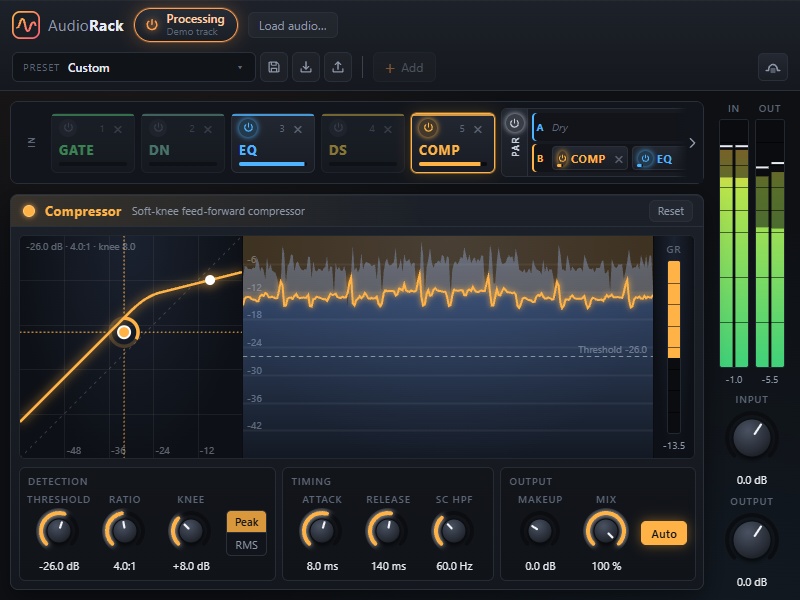 AudioRack
Processing
Demo track
Load audio...
PRESET Custom
+ Add
IN
1 ×
GATE
2 ×
DN
3 ×
EQ
4 ×
DS
5 ×
COMP
PAR
A Dry
B COMP × EQ
IN OUT
-1.0 -5.5
INPUT
0.0 dB
OUTPUT
0.0 dB
Compressor Soft-knee feed-forward compressor
Reset
-26.0 dB · 4.0:1 · knee 8.0
-48 -36 -24 -12
-6
-12
-18
-24
-30
-36
-42
Threshold -26.0
GR
-13.5
DETECTION
THRESHOLD RATIO KNEE
Peak
RMS
-26.0 dB 4.0:1 +8.0 dB
TIMING
ATTACK RELEASE SC HPF
8.0 ms 140 ms 60.0 Hz
OUTPUT
MAKEUP MIX
Auto
0.0 dB 100 %